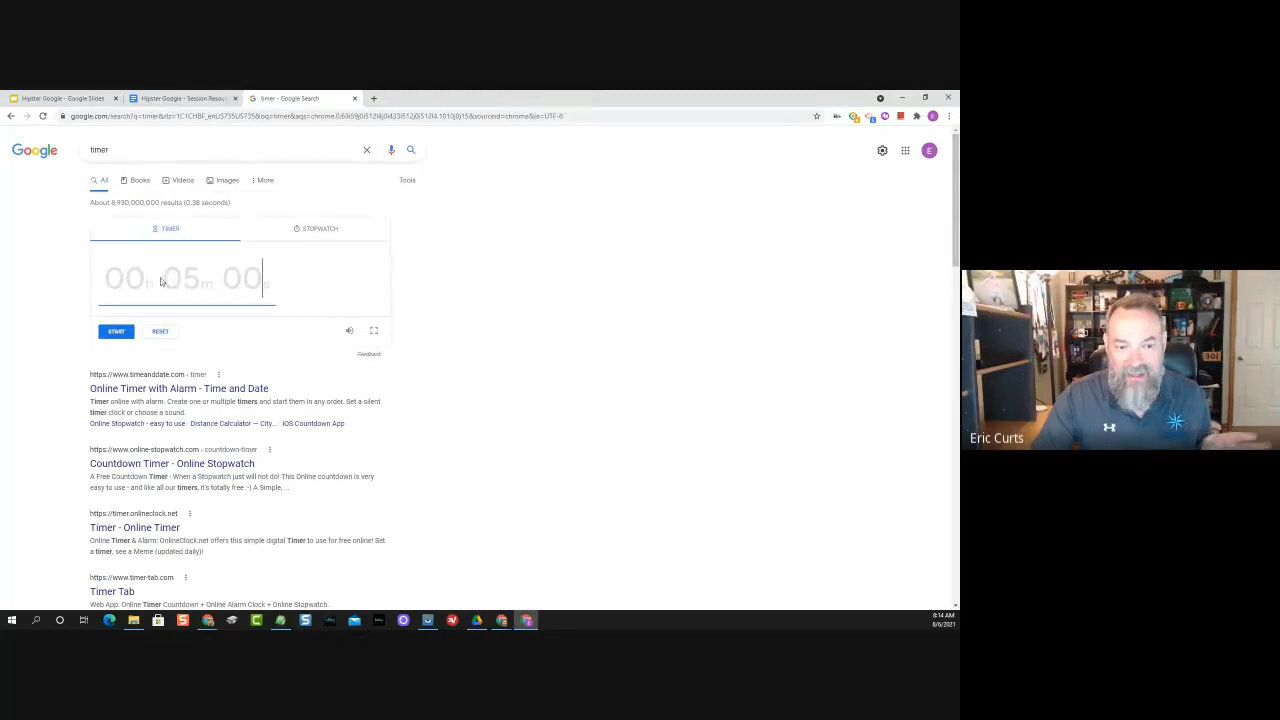 Hipster Google - Google Slides
Hipster Google - Session Resou
timer - Google Search
Google
timer
All
Books
Videos
Images
More
Tools
About 8,930,000,000 results (0.38 seconds)
TIMER
STOPWATCH
00h 05m 00s
START
RESET
Feedback
https://www.timeanddate.com › timer
Online Timer with Alarm - Time and Date
Timer online with alarm. Create one or multiple timers and start them in any order. Set a silent
timer clock or choose a sound.
Online Stopwatch - easy to use · Distance Calculator — City... · iOS Countdown App
https://www.online-stopwatch.com › countdown-timer
Countdown Timer - Online Stopwatch
A Free Countdown Timer - When a Stopwatch just will not do! This Online countdown is very
easy to use - and like all our timers, it's totally free :-) A Simple, ...
https://timer.onlineclock.net
Timer - Online Timer
Online Timer & Alarm: OnlineClock.net offers this simple digital Timer to use for free online! Set
a timer, see a Meme (updated daily)!
https://www.timer-tab.com
Timer Tab
Web App: Online Timer Countdown + Online Alarm Clock + Online Stopwatch.
8:14 AM
8/6/2021
E
E
Eric Curts